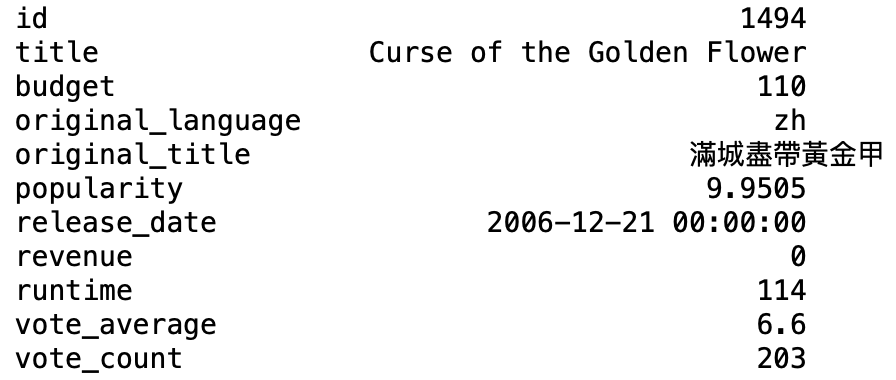 id 1494
title Curse of the Golden Flower
budget 110
original_language zh
original_title 滿城盡帶黃金甲
popularity 9.9505
release_date 2006-12-21 00:00:00
revenue 0
runtime 114
vote_average 6.6
vote_count 203